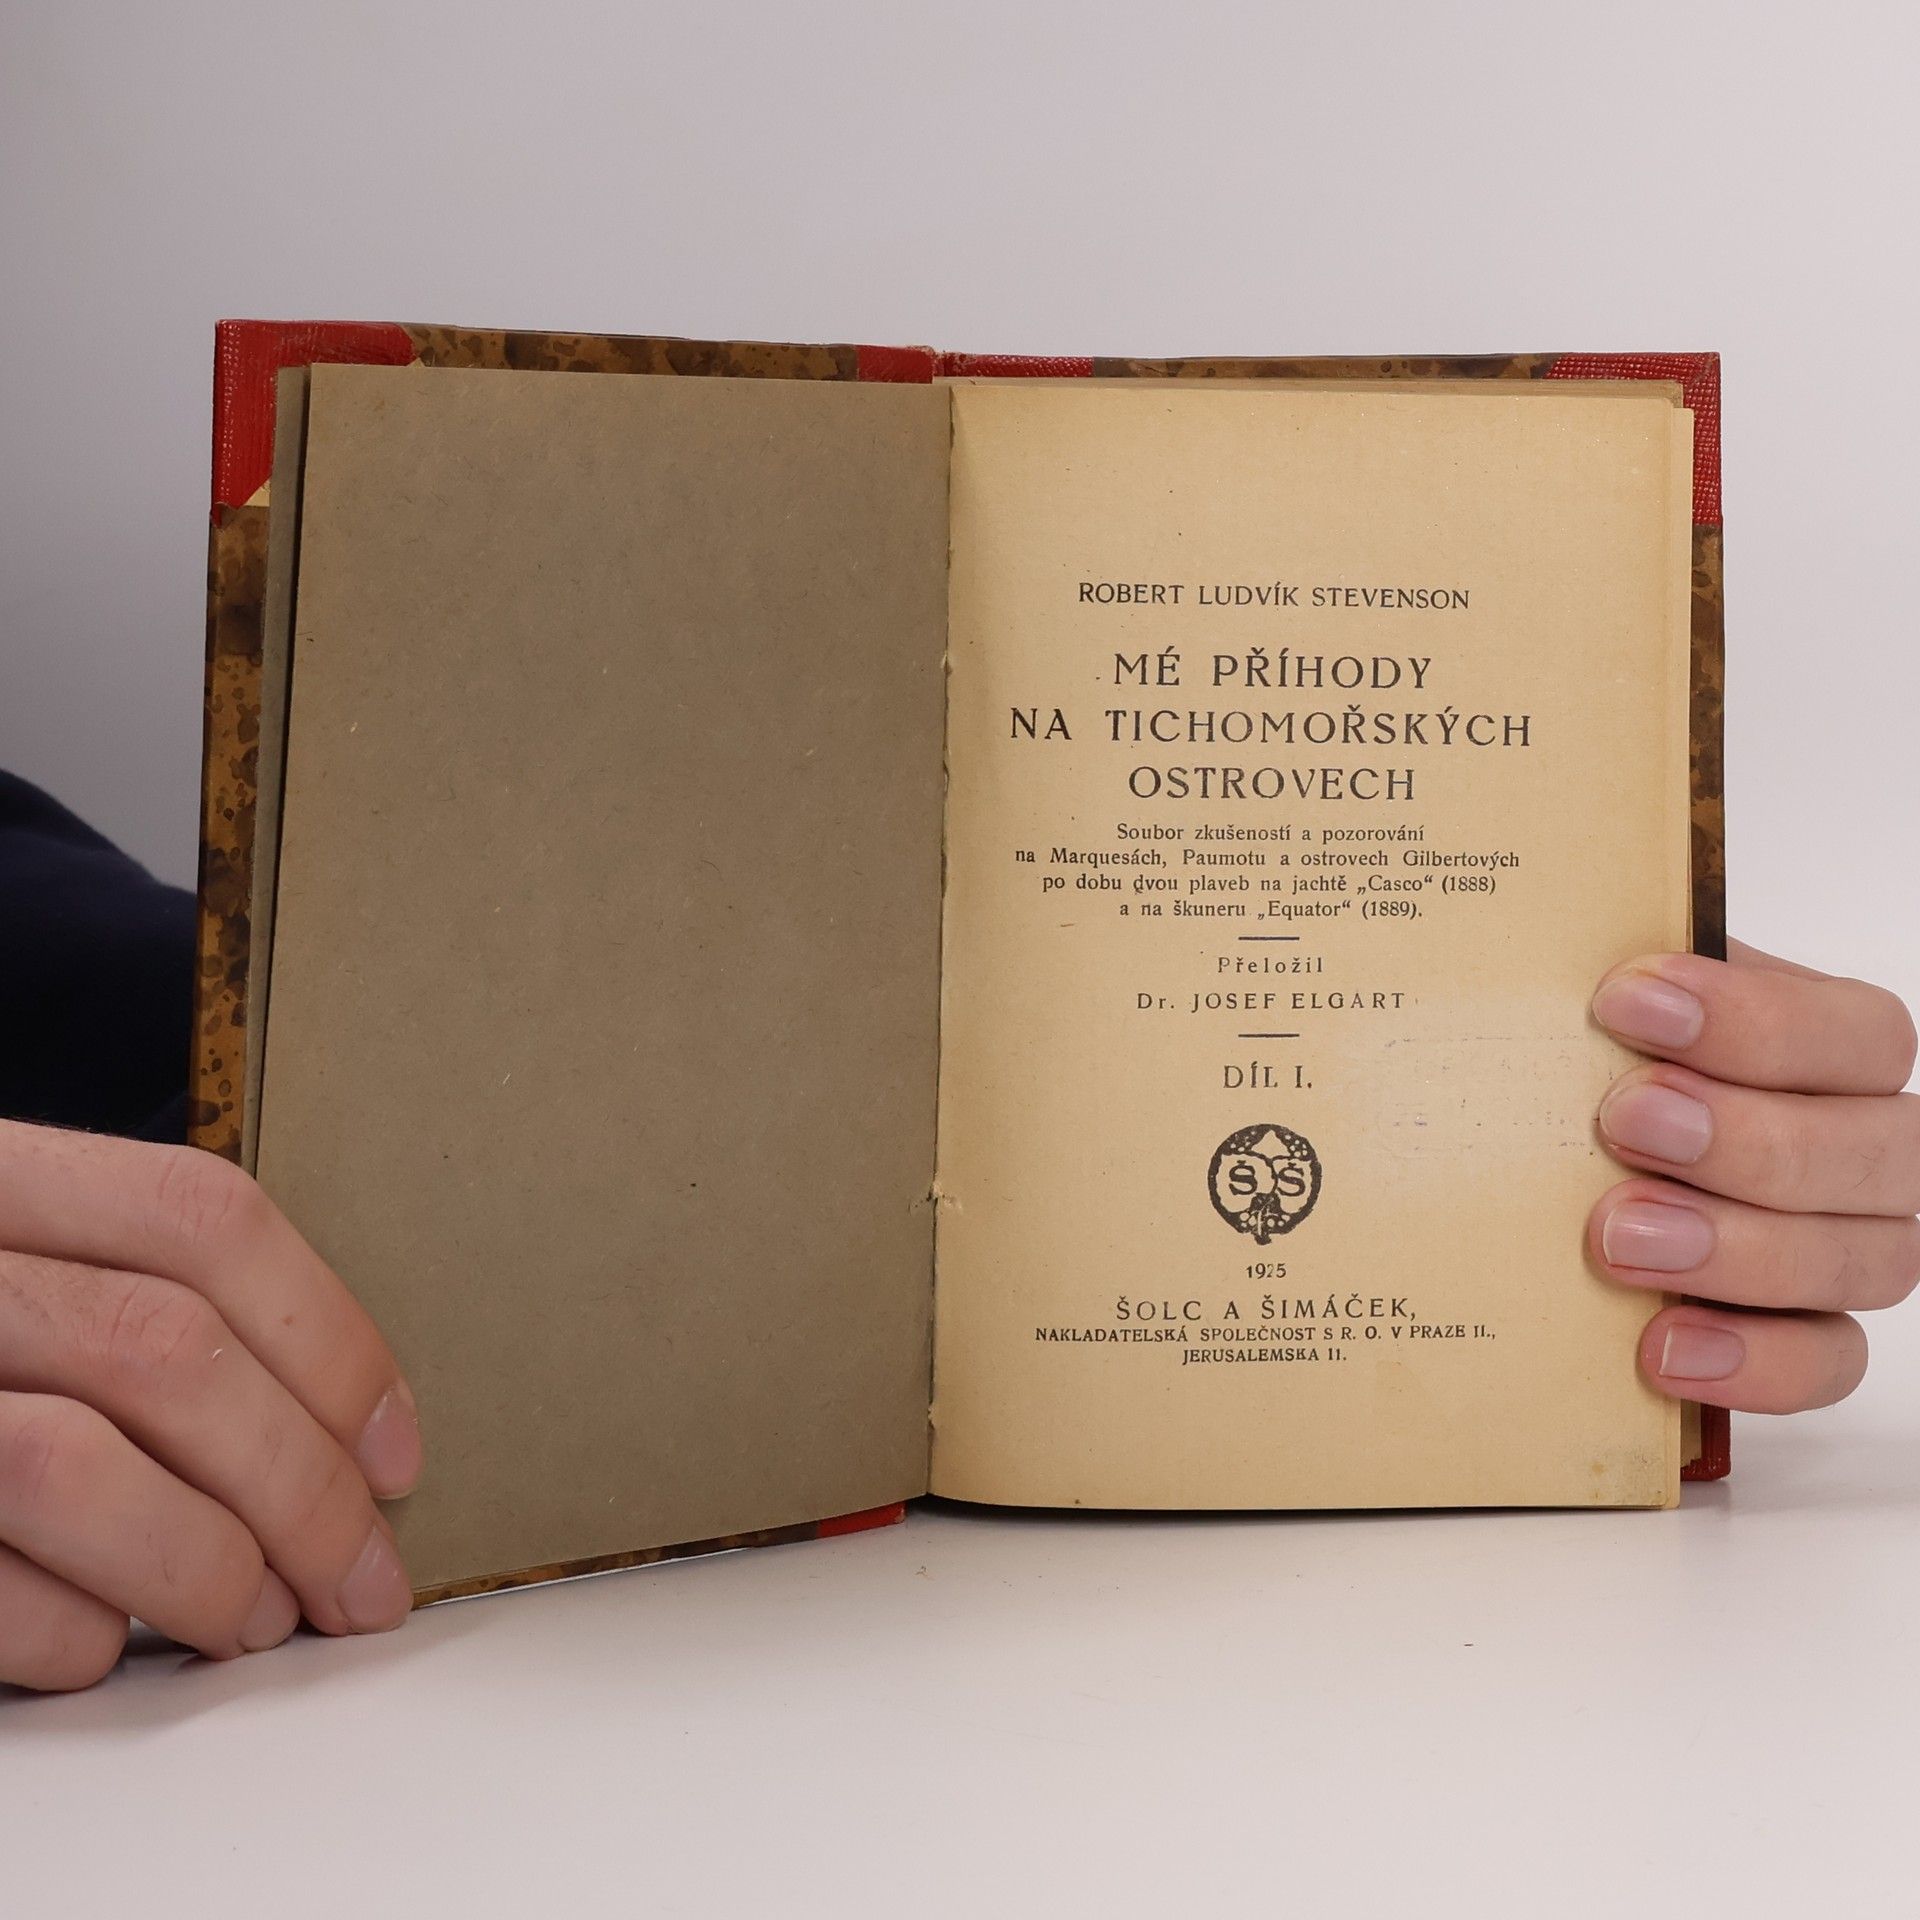 ROBERT LUDVÍK STEVENSON
MÉ PŘÍHODY
NA TICHOMOŘSKÝCH
OSTROVECH
Soubor zkušeností a pozorování
na Marquesách, Paumotu a ostrovech Gilbertových
po dobu dvou plaveb na jachtě „Casco“ (1888)
a na škuneru „Equator“ (1889).
Přeložil
Dr. JOSEF ELGART
DÍL I.
Š Š
1925
ŠOLC A ŠIMÁČEK,
NAKLADATELSKÁ SPOLEČNOST S R. O. V PRAZE II.,
JERUSALEMSKA 11.